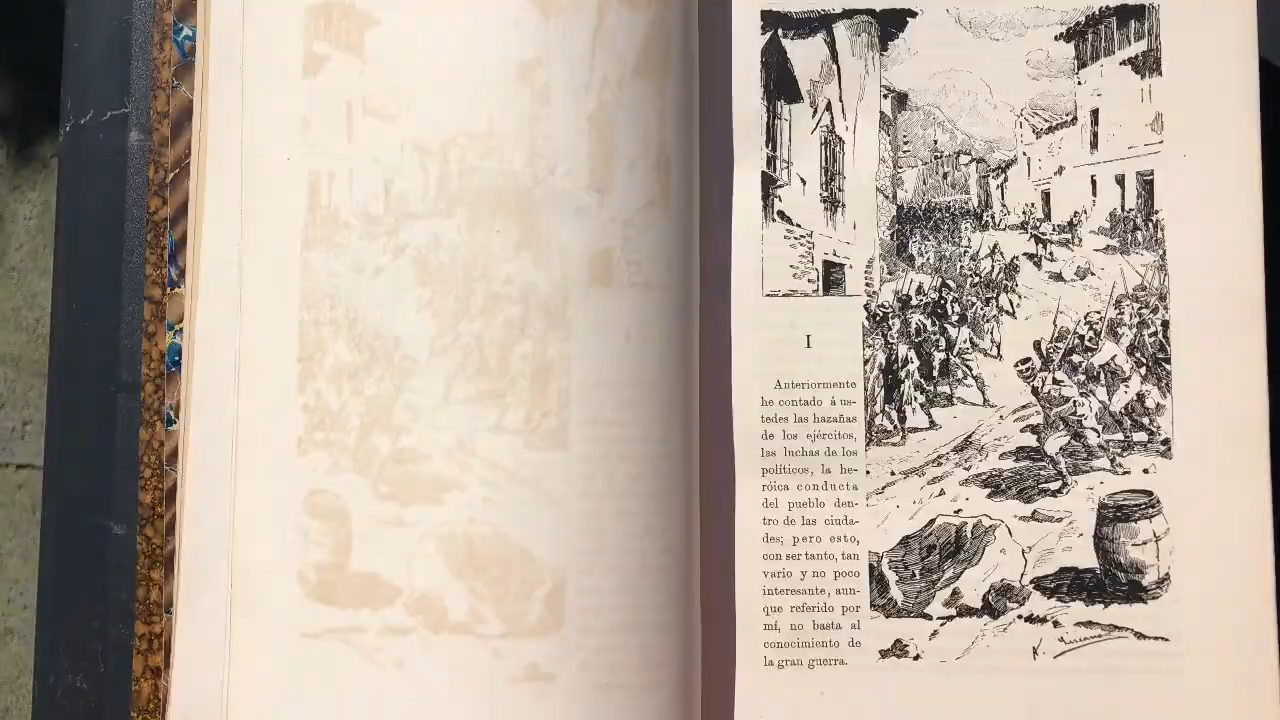 I
Anteriormente
he contado á us-
tedes las hazañas
de los ejércitos,
las luchas de los
políticos, la he-
róica conducta
del pueblo den-
tro de las ciuda-
des; pero esto,
con ser tanto, tan
vario y no poco
interesante, aun-
que referido por
mí, no basta al
conocimiento de
la gran guerra.